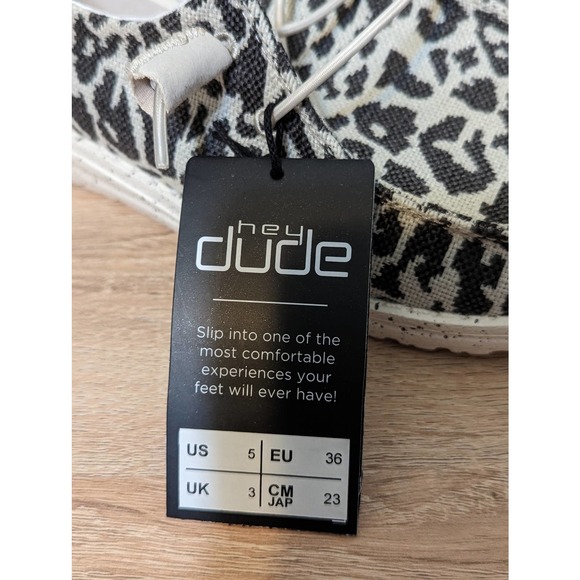 hey
dude
Slip into one of the
most comfortable
experiences your
feet will ever have!
US 5 EU 36
UK 3 CM JAP 23